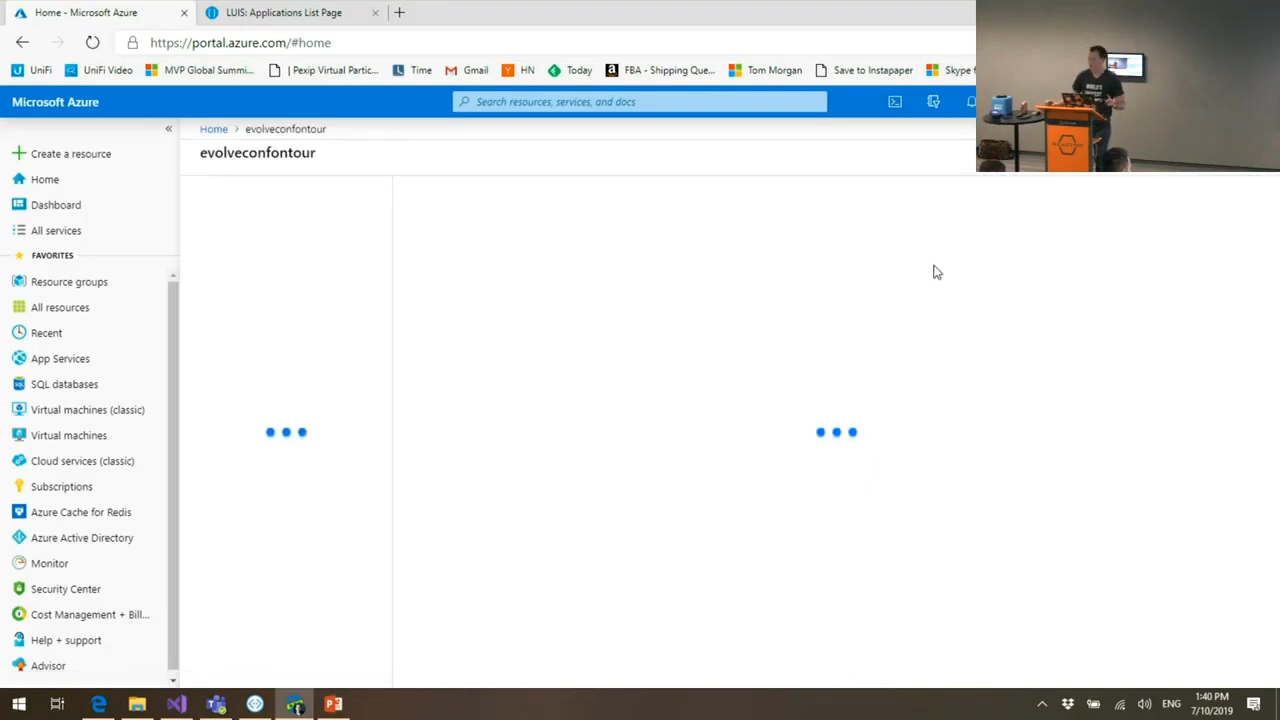 Home - Microsoft Azure
LUIS: Applications List Page
https://portal.azure.com/#home
UniFi
UniFi Video
MVP Global Summi...
| Pexip Virtual Partic...
Time
Gmail
HN
Today
FBA - Shipping Que...
Tom Morgan
Save to Instapaper
Skype f
Microsoft Azure
Search resources, services, and docs
Home > evolveconfontour
evolveconfontour
Create a resource
Home
Dashboard
All services
FAVORITES
Resource groups
All resources
Recent
App Services
SQL databases
Virtual machines (classic)
Virtual machines
Cloud services (classic)
Subscriptions
Azure Cache for Redis
Azure Active Directory
Monitor
Security Center
Cost Management + Bill...
Help + support
Advisor
ENG
1:40 PM
7/10/2019